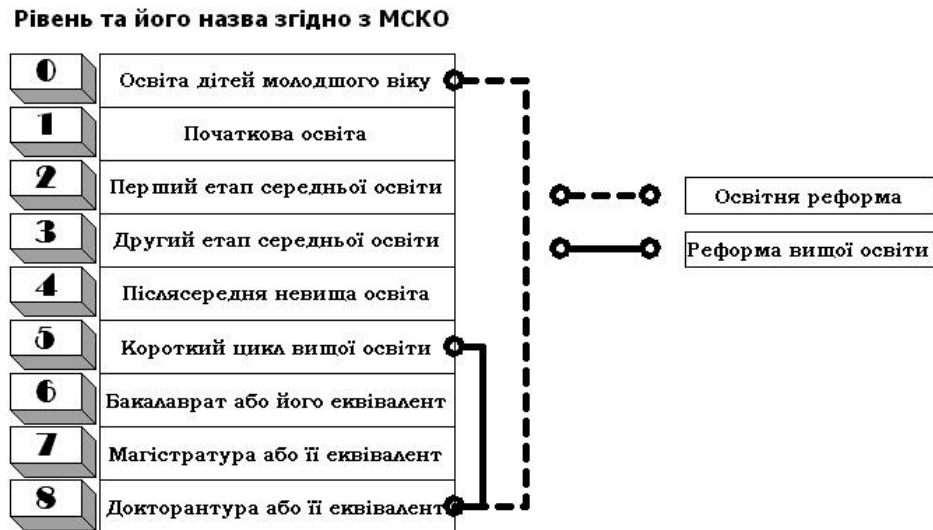 Рівень та його назва згідно з МСКО
0 Освіта дітей молодшого віку
1 Початкова освіта
2 Перший етап середньої освіти
3 Другий етап середньої освіти
4 Післясередня невища освіта
5 Короткий цикл вищої освіти
6 Бакалаврат або його еквівалент
7 Магістратура або її еквівалент
8 Докторантура або її еквівалент
Освітня реформа
Реформа вищої освіти